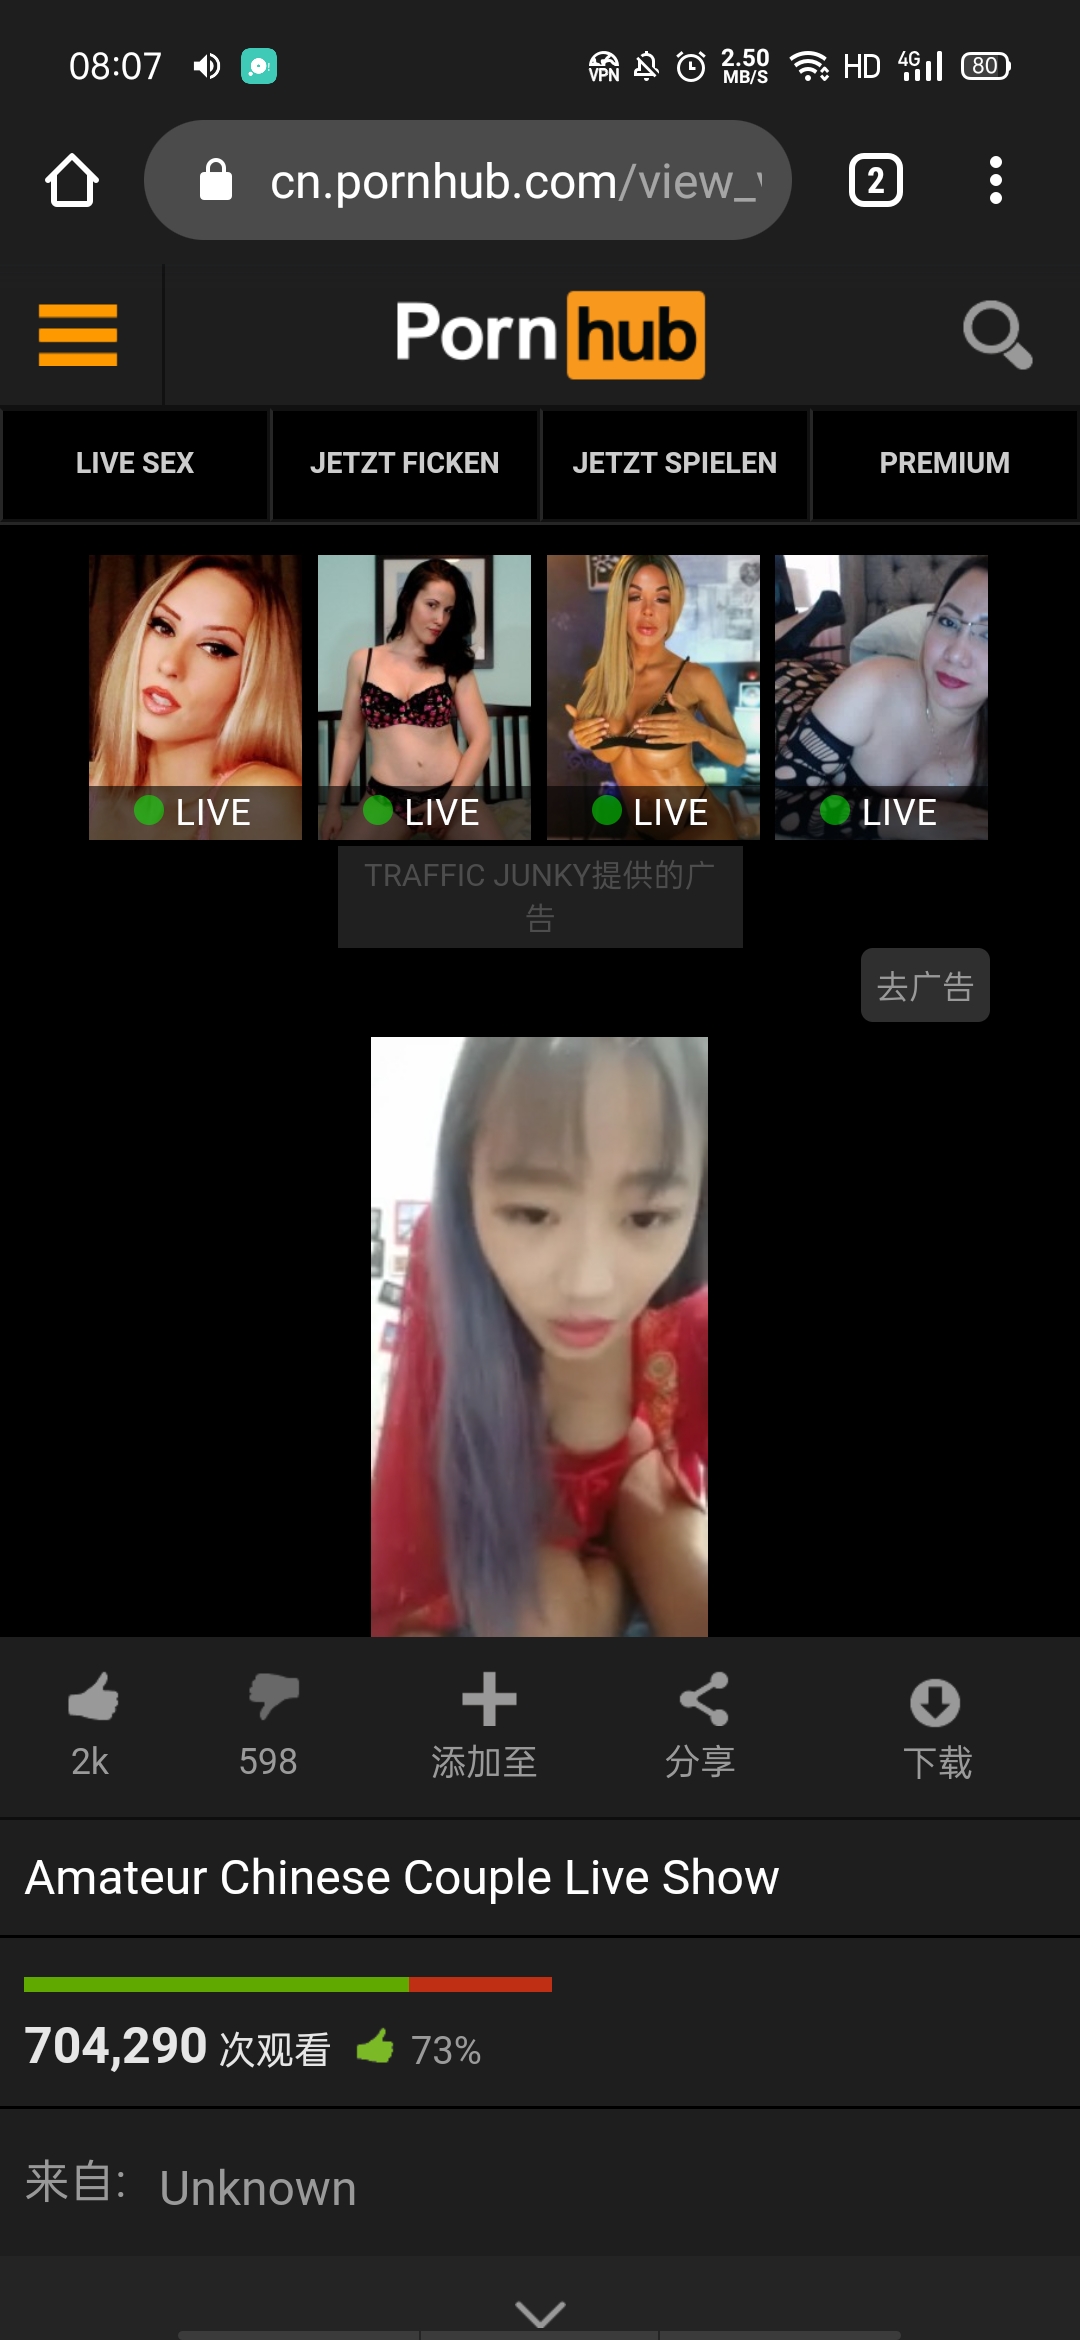 08:07
VPN
2.50
MB/S
HD
4G
80
cn.pornhub.com/view_
2
Porn hub
LIVE SEX
JETZT FICKEN
JETZT SPIELEN
PREMIUM
LIVE
LIVE
LIVE
LIVE
TRAFFIC JUNKY提供的广
告
去广告
2k
598
添加至
分享
下载
Amateur Chinese Couple Live Show
704,290 次观看 73%
来自: Unknown